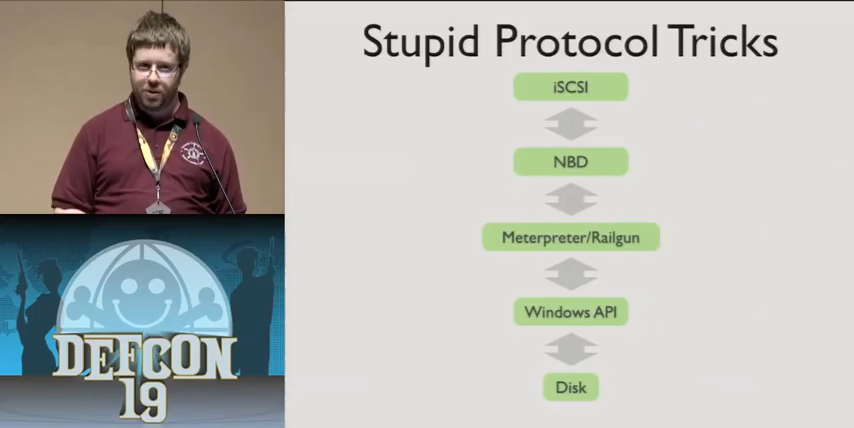 Stupid Protocol Tricks
iSCSI
NBD
Meterpreter/Railgun
Windows API
Disk
DEFCON
19